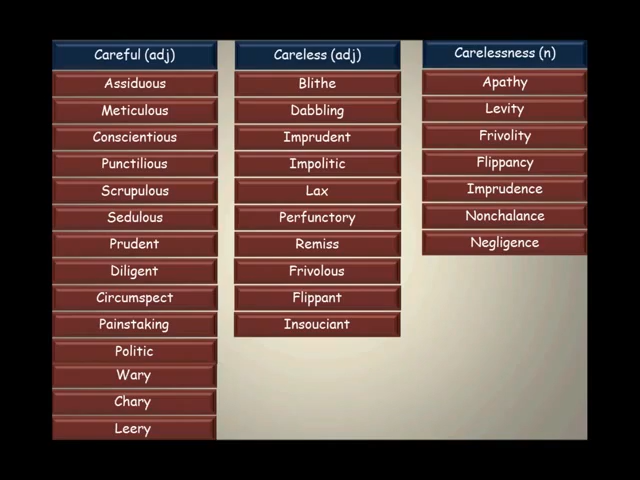 Careful (adj)
Assiduous
Meticulous
Conscientious
Punctilious
Scrupulous
Sedulous
Prudent
Diligent
Circumspect
Painstaking
Politic
Wary
Chary
Leery
Careless (adj)
Blithe
Dabbling
Imprudent
Impolitic
Lax
Perfunctory
Remiss
Frivolous
Flippant
Insouciant
Carelessness (n)
Apathy
Levity
Frivolity
Flippancy
Imprudence
Nonchalance
Negligence